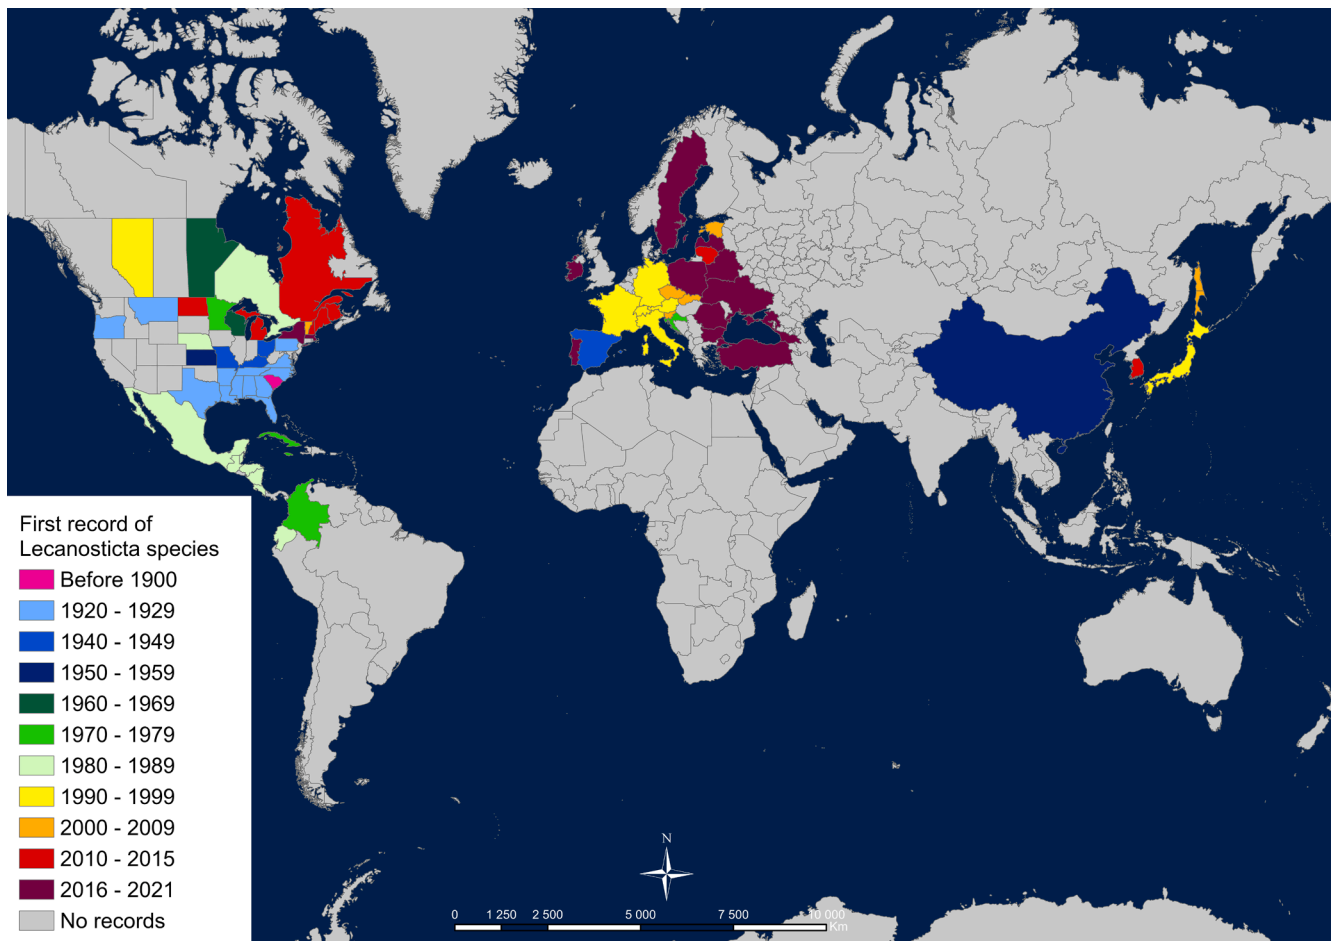 First record of
Lecanosticta species
Before 1900
1920 - 1929
1940 - 1949
1950 - 1959
1960 - 1969
1970 - 1979
1980 - 1989
1990 - 1999
2000 - 2009
2010 - 2015
2016 - 2021
No records
N
0 1 250 2 500 5 000 7 500 10 000
Km